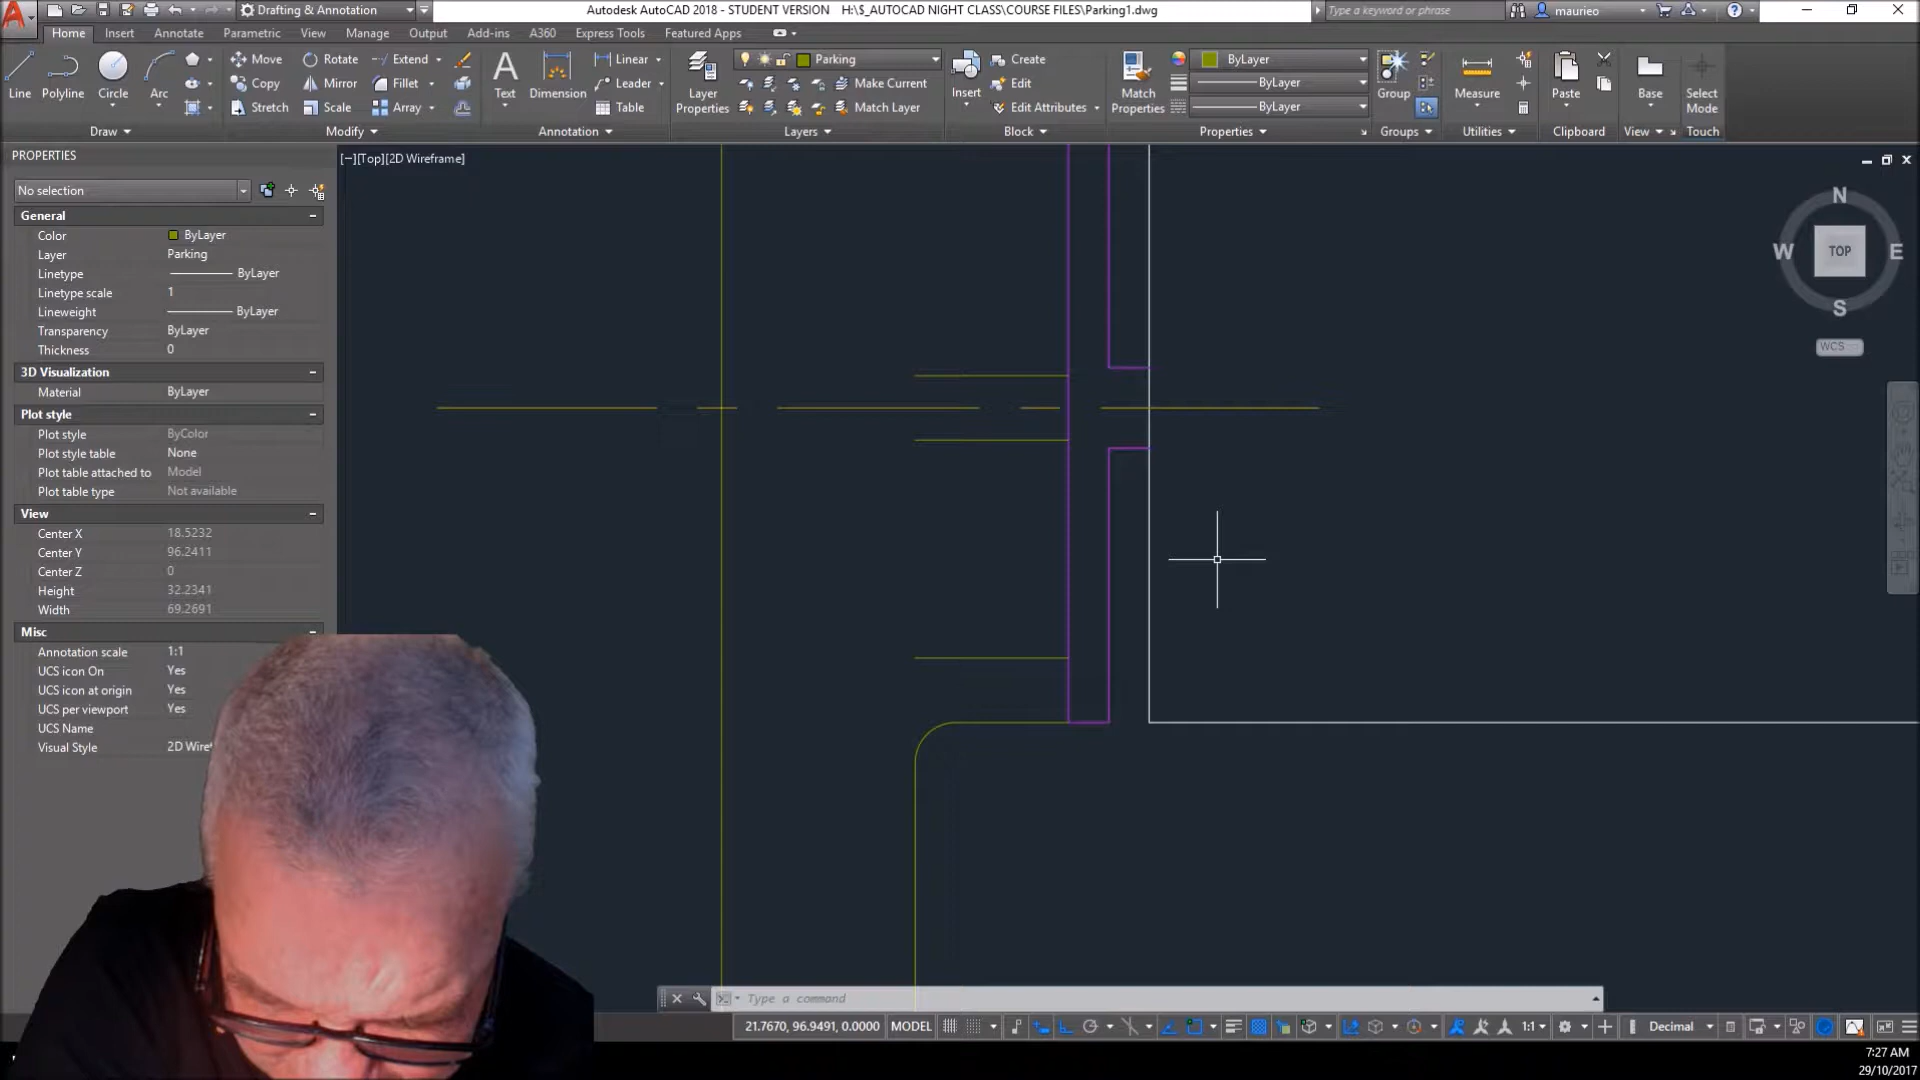 Drafting & Annotation
Autodesk AutoCAD 2018 - STUDENT VERSION H:\$_AUTOCAD NIGHT CLASS\COURSE FILES\Parking1.dwg
Type a keyword or phrase
maurieo
Home Insert Annotate Parametric View Manage Output Add-ins A360 Express Tools Featured Apps
Line Polyline Circle Arc
Move Rotate Extend
Copy Mirror Fillet
Stretch Scale Array
Text Dimension
Linear
Leader
Table
Layer Properties
Parking
Make Current
Match Layer
Insert
Create
Edit
Edit Attributes
Match Properties
ByLayer
ByLayer
ByLayer
Group
Measure
Paste
Base
Select Mode
Draw Modify Annotation Layers Block Properties Groups Utilities Clipboard View Touch
PROPERTIES
[−][Top][2D Wireframe]
No selection
General
Color ByLayer
Layer Parking
Linetype ByLayer
Linetype scale 1
Lineweight ByLayer
Transparency ByLayer
Thickness 0
3D Visualization
Material ByLayer
Plot style
Plot style ByColor
Plot style table None
Plot table attached to Model
Plot table type Not available
View
Center X 18.5232
Center Y 96.2411
Center Z 0
Height 32.2341
Width 69.2691
Misc
Annotation scale 1:1
UCS icon On Yes
UCS icon at origin Yes
UCS per viewport Yes
UCS Name
Visual Style 2D Wire
N
W TOP E
S
WCS
Type a command
21.7670, 96.9491, 0.0000 MODEL 1:1 Decimal
7:27 AM
29/10/2017